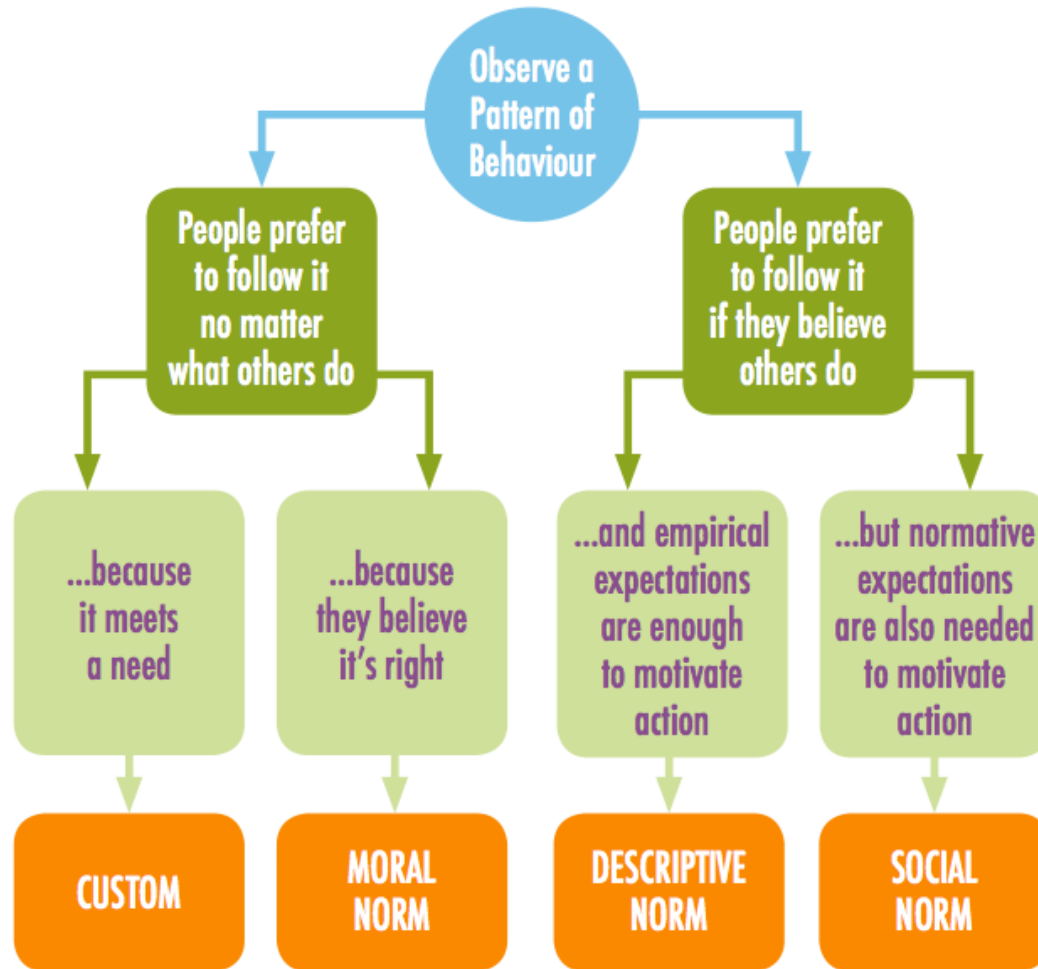 Observe a
Pattern of
Behaviour
People prefer
to follow it
no matter
what others do
People prefer
to follow it
if they believe
others do
...because
it meets
a need
...because
they believe
it's right
...and empirical
expectations
are enough
to motivate
action
...but normative
expectations
are also needed
to motivate
action
CUSTOM
MORAL
NORM
DESCRIPTIVE
NORM
SOCIAL
NORM